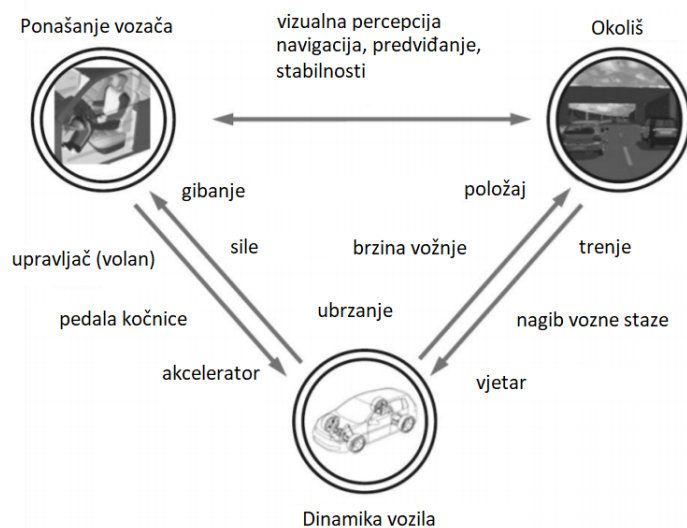 Ponašanje vozača
vizualna percepcija
navigacija, predviđanje,
stabilnosti
Okoliš
gibanje
položaj
upravljač (volan)
sile
brzina vožnje
trenje
pedala kočnice
ubrzanje
nagib vozne staze
akcelerator
vjetar
Dinamika vozila